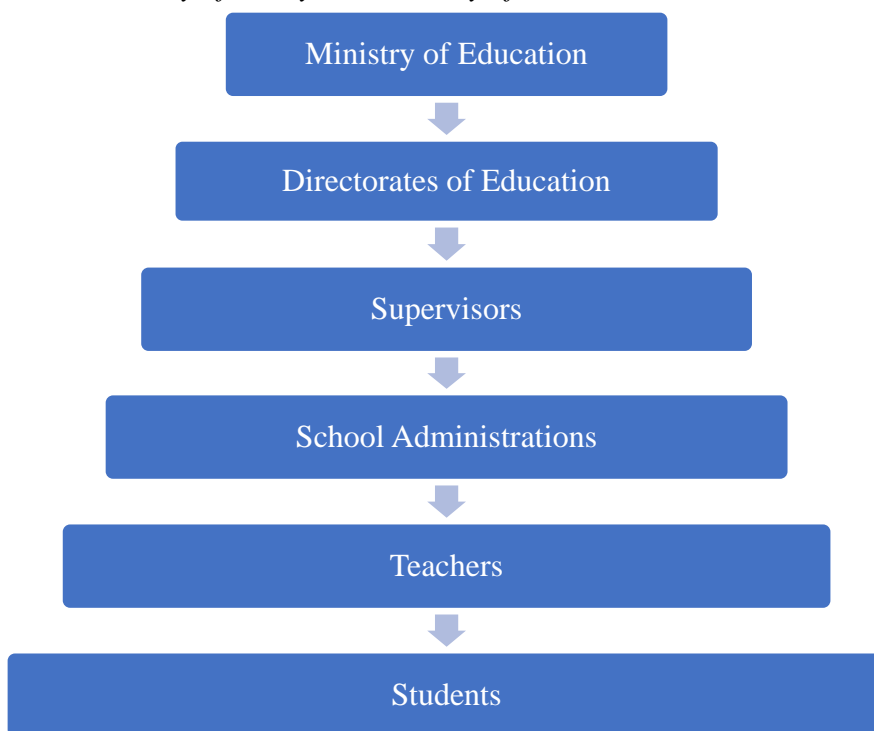 Ministry of Education
Directorates of Education
Supervisors
School Administrations
Teachers
Students